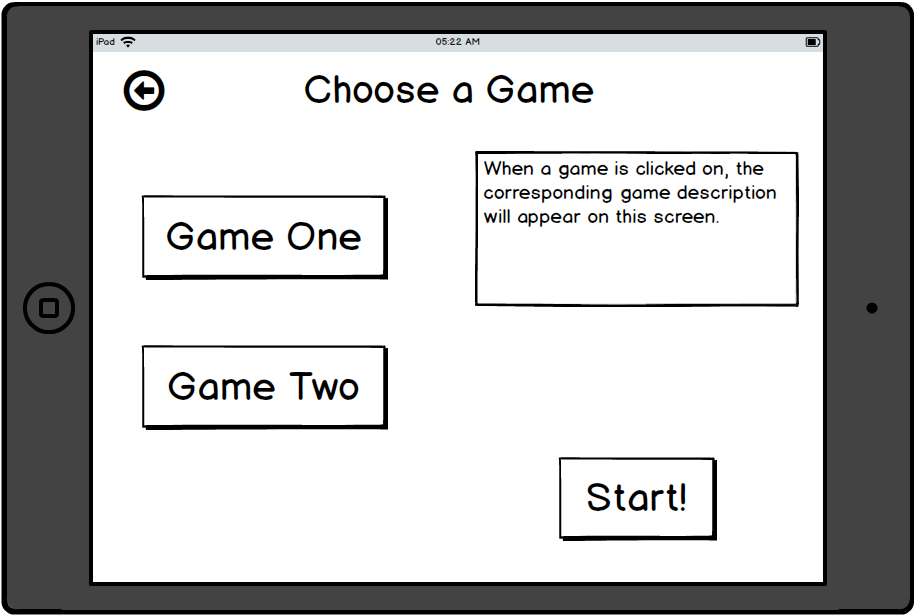 iPad
05:22 AM
Choose a Game
When a game is clicked on, the
corresponding game description
will appear on this screen.
Game One
Game Two
Start!